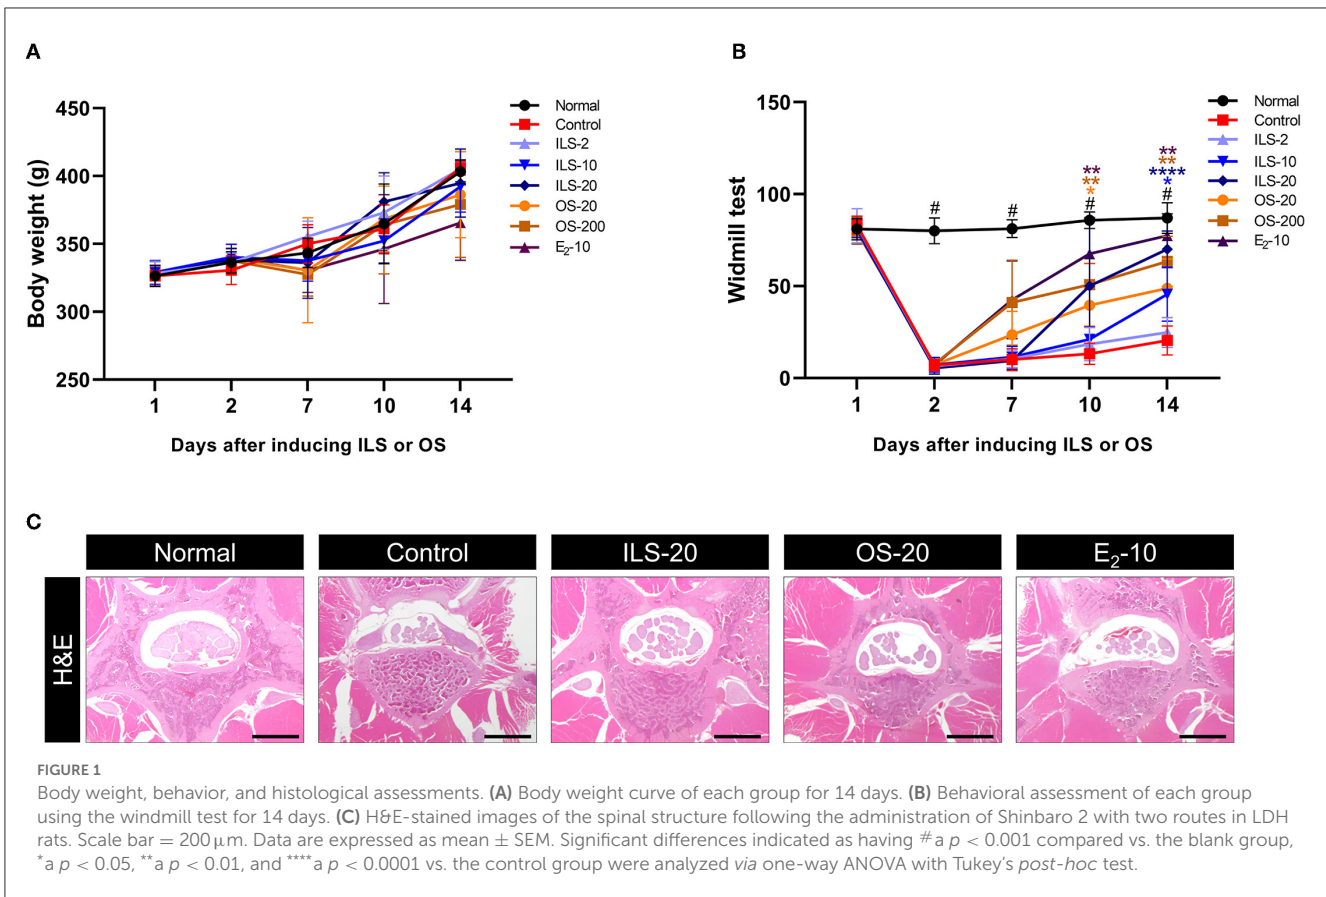 A
450
400
350
300
250
Body weight (g)
1 2 7 10 14
Days after inducing ILS or OS
Normal
Control
ILS-2
ILS-10
ILS-20
OS-20
OS-200
E₂-10
B
150
100
50
0
Widmill test
1 2 7 10 14
Days after inducing ILS or OS
#
#
**
**
*
#
**
**
****
*
#
Normal
Control
ILS-2
ILS-10
ILS-20
OS-20
OS-200
E₂-10
C
Normal Control ILS-20 OS-20 E₂-10
H&E
FIGURE 1
Body weight, behavior, and histological assessments. (A) Body weight curve of each group for 14 days. (B) Behavioral assessment of each group
using the windmill test for 14 days. (C) H&E-stained images of the spinal structure following the administration of Shinbaro 2 with two routes in LDH
rats. Scale bar = 200 μm. Data are expressed as mean ± SEM. Significant differences indicated as having #a p < 0.001 compared vs. the blank group,
*a p < 0.05, **a p < 0.01, and ****a p < 0.0001 vs. the control group were analyzed via one-way ANOVA with Tukey's post-hoc test.